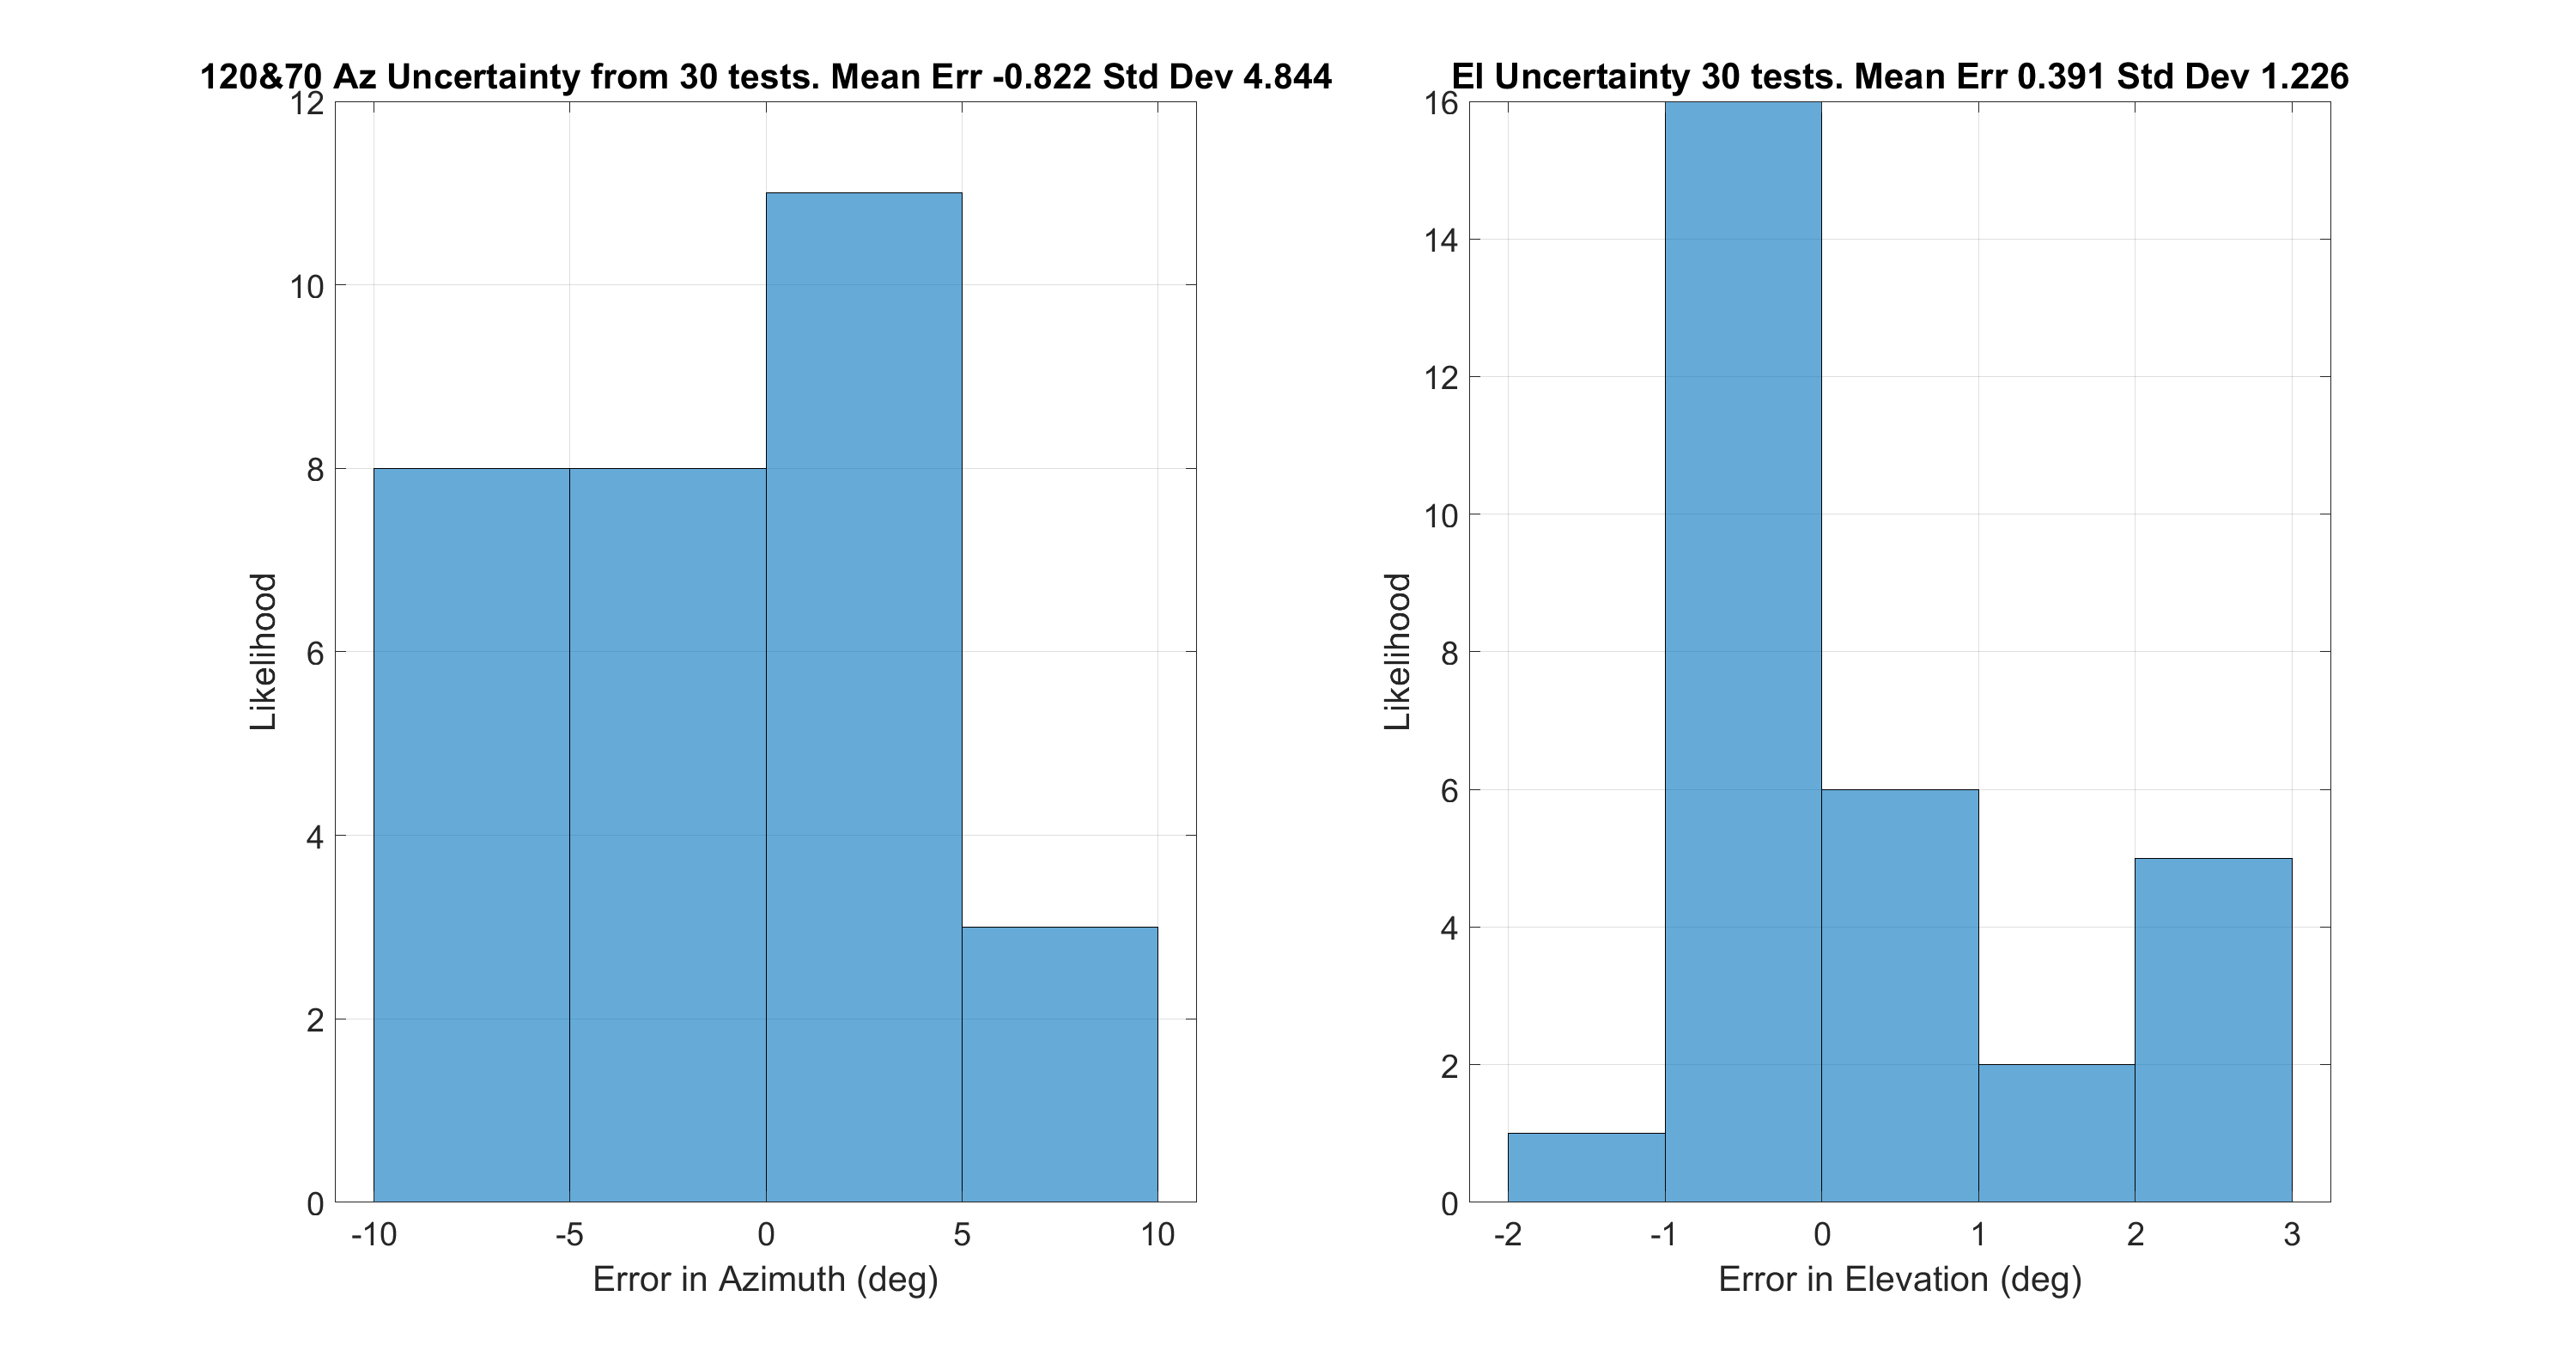 120&70 Az Uncertainty from 30 tests. Mean Err -0.822 Std Dev 4.844
12
10
8
6
4
2
0
Likelihood
-10 -5 0 5 10
Error in Azimuth (deg)
El Uncertainty 30 tests. Mean Err 0.391 Std Dev 1.226
16
14
12
10
8
6
4
2
0
Likelihood
-2 -1 0 1 2 3
Error in Elevation (deg)